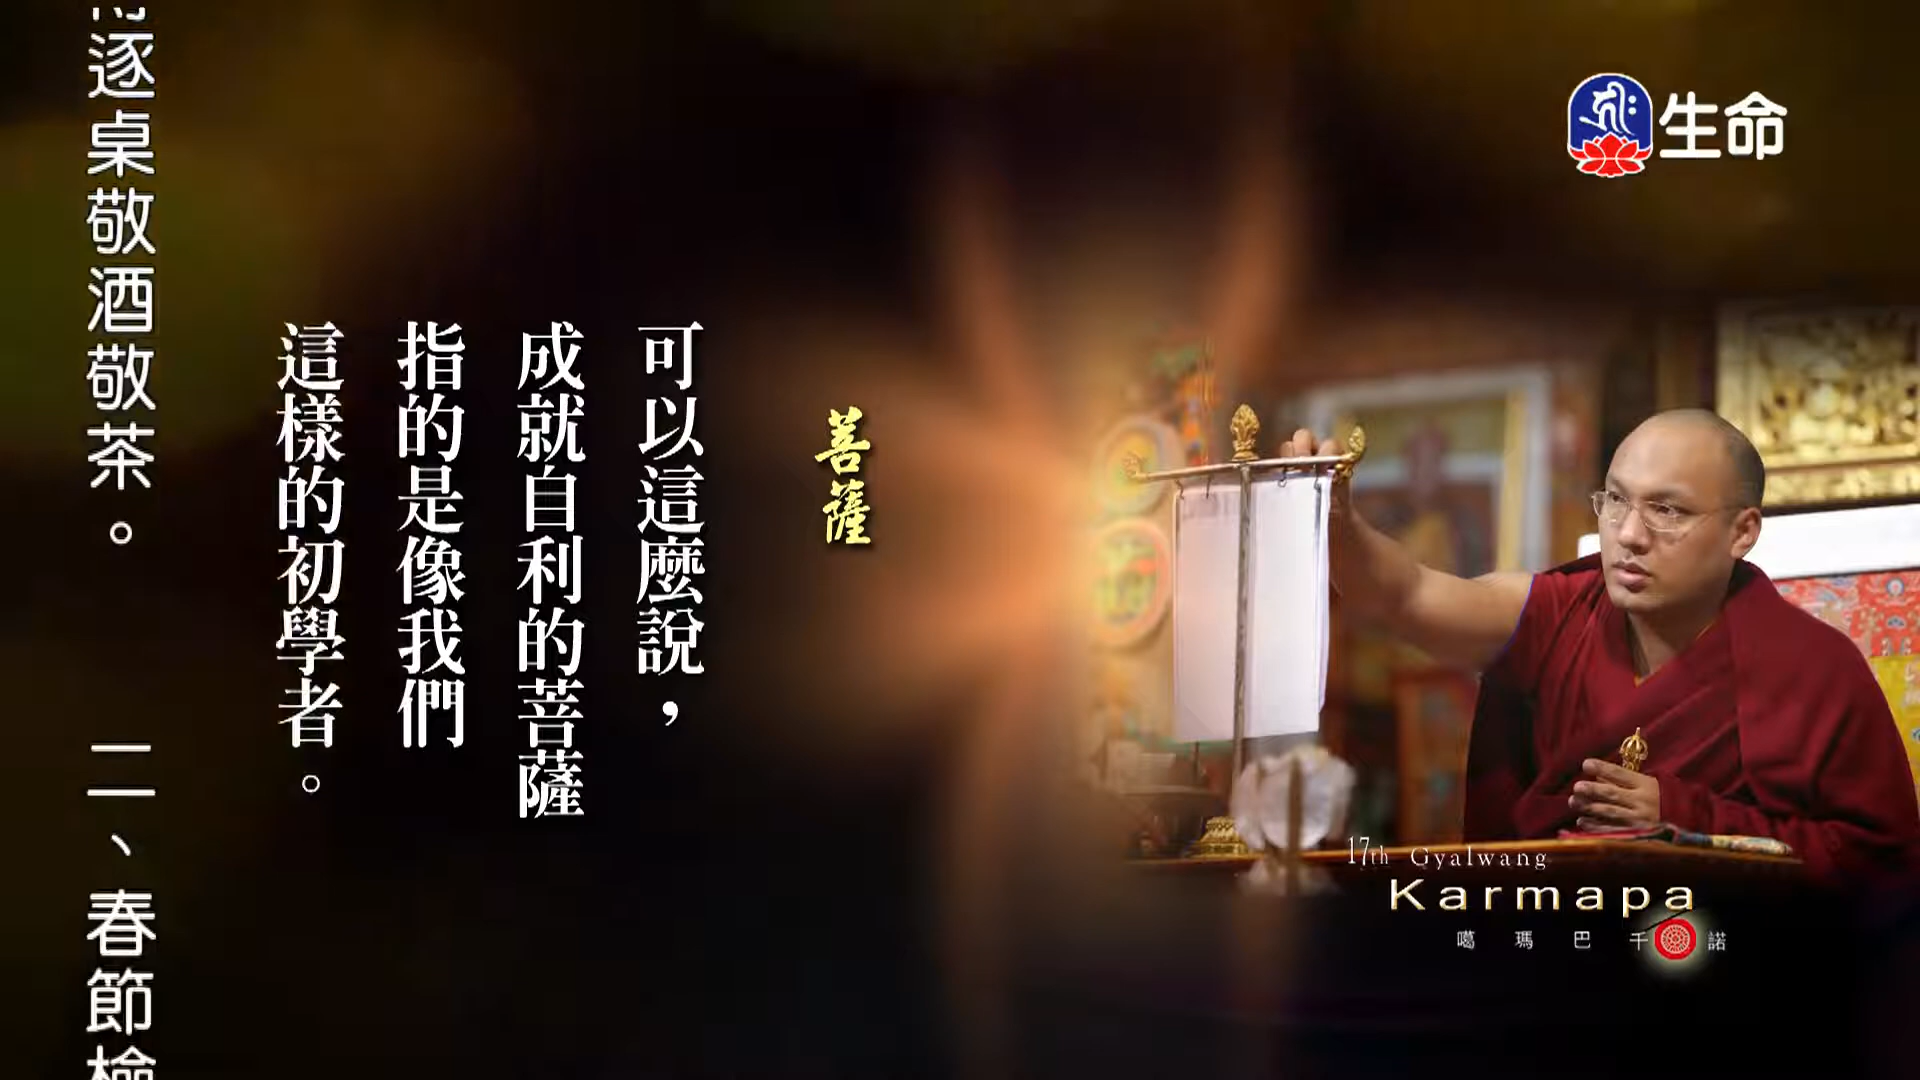 生命
菩薩
可以這麼說，
成就自利的菩薩
指的是像我們
這樣的初學者。
逐桌敬酒敬茶。 二、春節檢
17th Gyalwang
Karmapa
噶瑪巴千諾